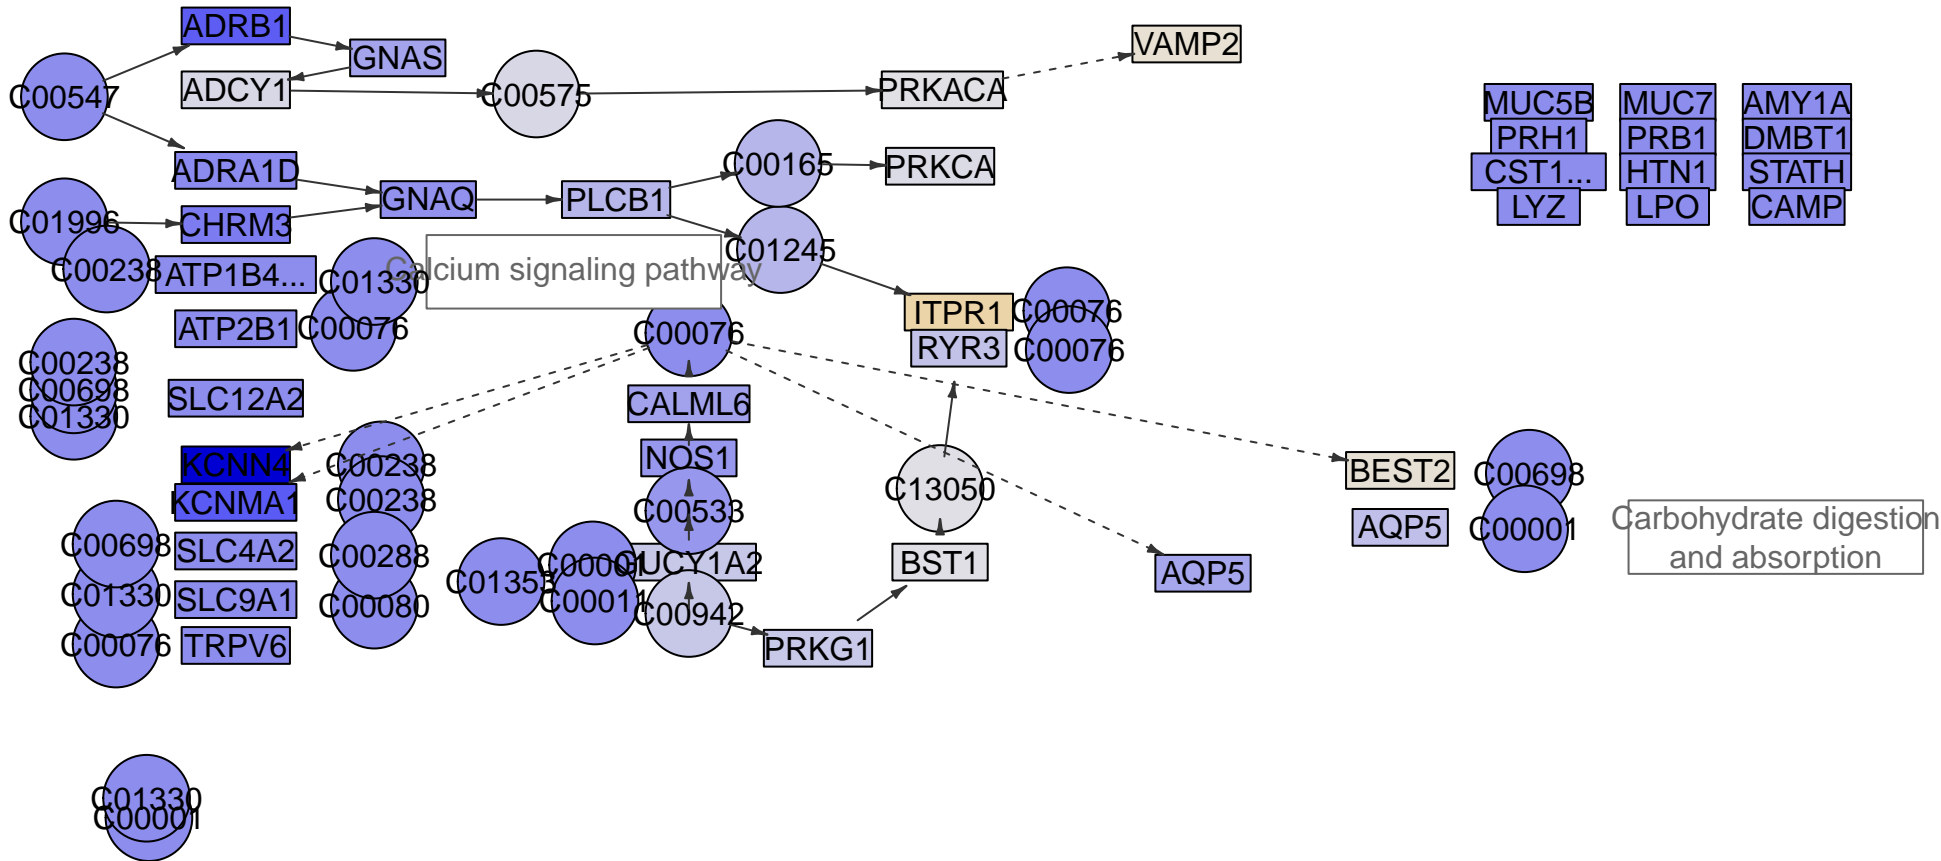 ADRB1
VAMP2
GNAS
C00547
ADCY1
C00575
PRKACA
MUC5B
MUC7
AMY1A
PRH1
PRB1
DMBT1
C00165
PRKCA
ADRA1D
CST1...
HTN1
STATH
GNAQ
PLCB1
LYZ
LPO
CAMP
C01996
CHRM3
C01245
C00238
ATP1B4...
C01330
Calcium signaling pathway
ITPR1
C00076
ATP2B1
C00076
C00076
RYR3
C00076
C00238
C00698
C01330
SLC12A2
CALML6
KCNN4
C00238
NOS1
BEST2
C00698
KCNMA1
C00238
C13050
C00533
AQP5
C00001
Carbohydrate digestion
and absorption
C00698
SLC4A2
C00288
C00001
GUCY1A2
BST1
AQP5
C01353
C01330
SLC9A1
C00080
C00011
C00942
C00076
TRPV6
PRKG1
C01330
C00001